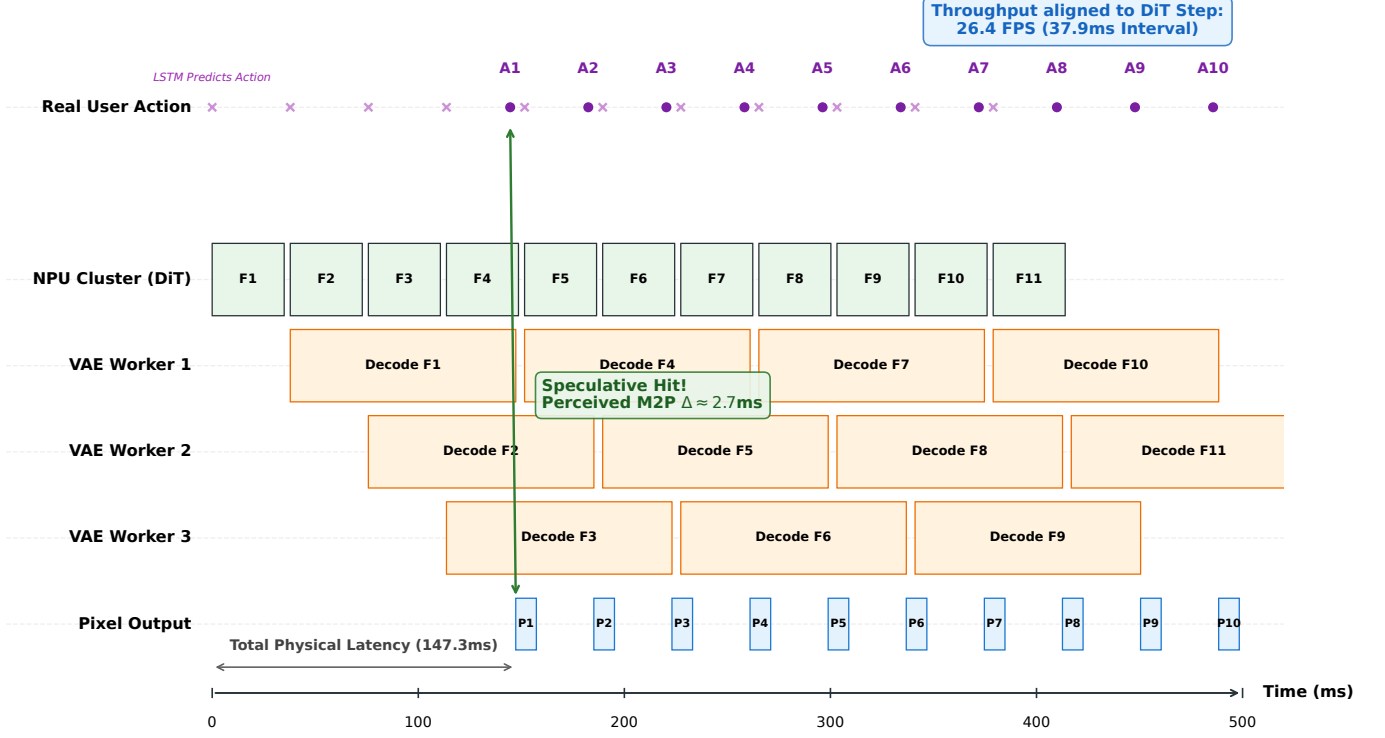 Throughput aligned to DiT Step:
26.4 FPS (37.9ms Interval)
LSTM Predicts Action
A1 A2 A3 A4 A5 A6 A7 A8 A9 A10
Real User Action
NPU Cluster (DiT)
F1 F2 F3 F4 F5 F6 F7 F8 F9 F10 F11
VAE Worker 1
Decode F1 Decode F4 Decode F7 Decode F10
Speculative Hit!
Perceived M2P Δ ≈ 2.7ms
VAE Worker 2
Decode F2 Decode F5 Decode F8 Decode F11
VAE Worker 3
Decode F3 Decode F6 Decode F9
Pixel Output
P1 P2 P3 P4 P5 P6 P7 P8 P9 P10
Total Physical Latency (147.3ms)
Time (ms)
0 100 200 300 400 500